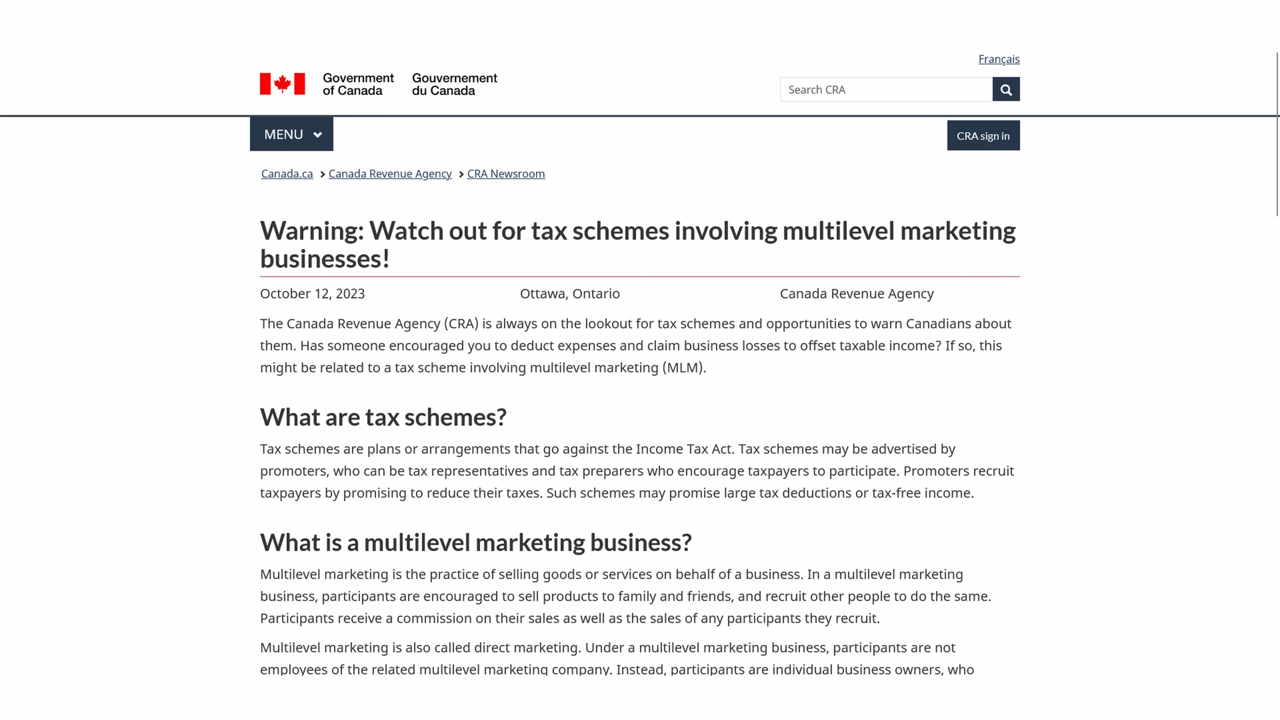 Français
Government of Canada
Gouvernement du Canada
Search CRA
MENU
CRA sign in
Canada.ca > Canada Revenue Agency > CRA Newsroom
Warning: Watch out for tax schemes involving multilevel marketing
businesses!
October 12, 2023 Ottawa, Ontario Canada Revenue Agency
The Canada Revenue Agency (CRA) is always on the lookout for tax schemes and opportunities to warn Canadians about
them. Has someone encouraged you to deduct expenses and claim business losses to offset taxable income? If so, this
might be related to a tax scheme involving multilevel marketing (MLM).
What are tax schemes?
Tax schemes are plans or arrangements that go against the Income Tax Act. Tax schemes may be advertised by
promoters, who can be tax representatives and tax preparers who encourage taxpayers to participate. Promoters recruit
taxpayers by promising to reduce their taxes. Such schemes may promise large tax deductions or tax-free income.
What is a multilevel marketing business?
Multilevel marketing is the practice of selling goods or services on behalf of a business. In a multilevel marketing
business, participants are encouraged to sell products to family and friends, and recruit other people to do the same.
Participants receive a commission on their sales as well as the sales of any participants they recruit.
Multilevel marketing is also called direct marketing. Under a multilevel marketing business, participants are not
employees of the related multilevel marketing company. Instead, participants are individual business owners, who